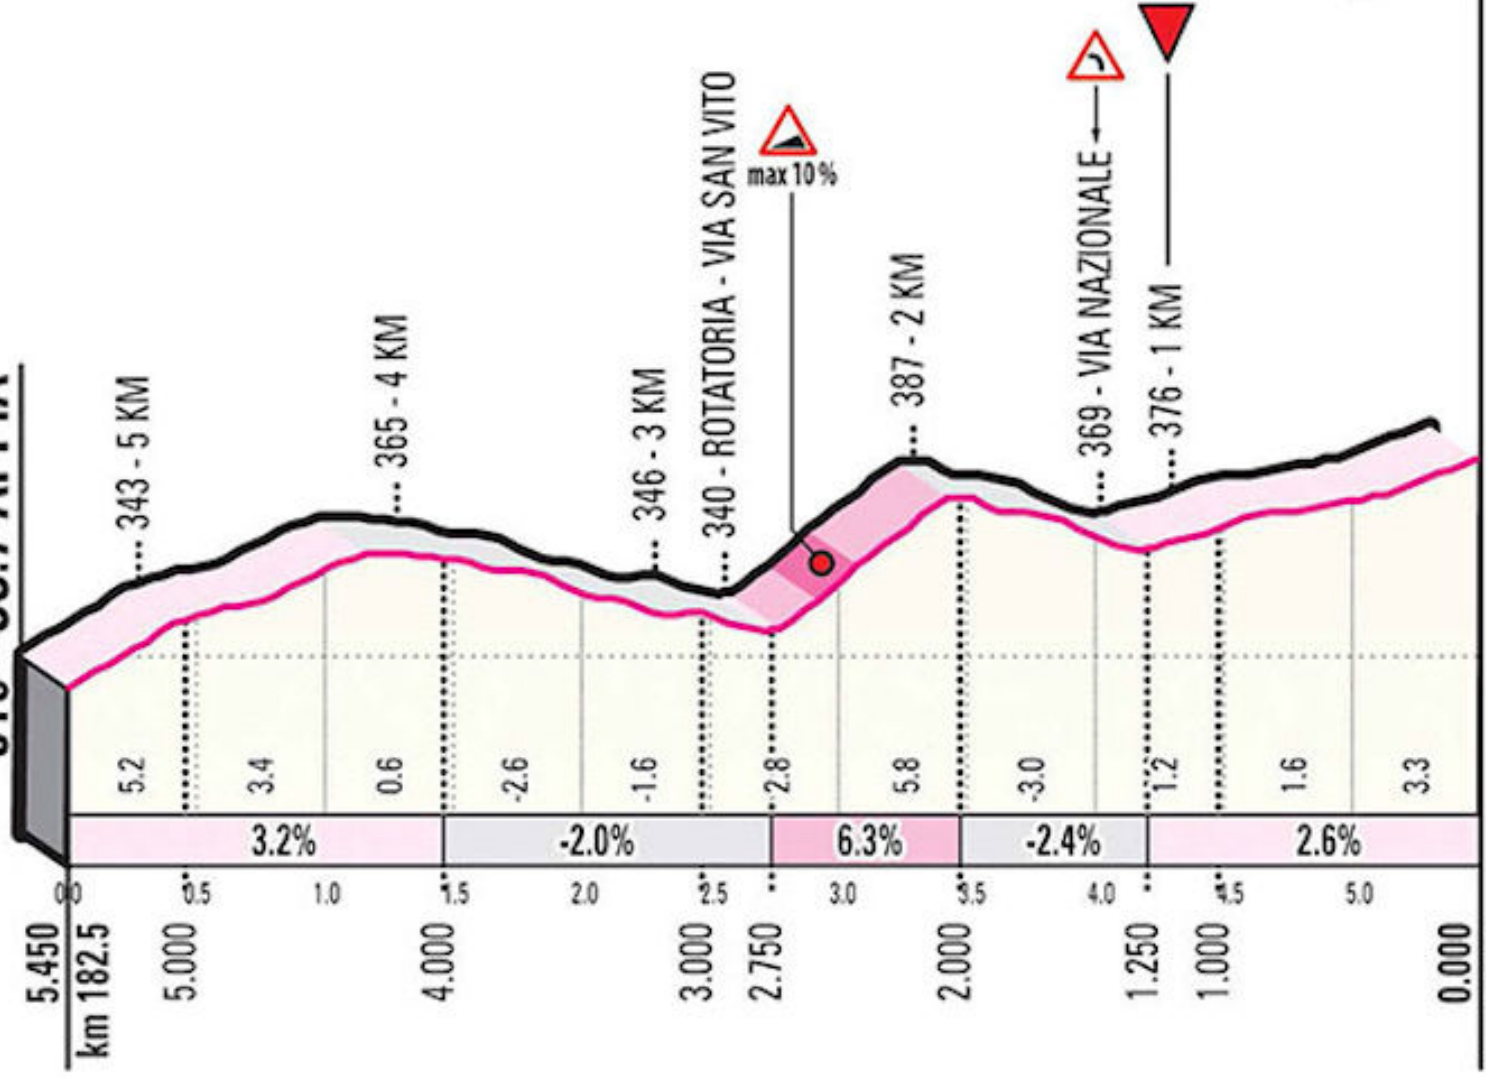 343 - 5 KM
365 - 4 KM
346 - 3 KM
340 - ROTATORIA - VIA SAN VITO
max 10%
387 - 2 KM
369 - VIA NAZIONALE
376 - 1 KM
5.2 3.4 0.6 -2.6 -1.6 2.8 5.8 -3.0 1.2 1.6 3.3
3.2% -2.0% 6.3% -2.4% 2.6%
0.0 0.5 1.0 1.5 2.0 2.5 3.0 3.5 4.0 4.5 5.0
5.450
km 182.5
5.000
4.000
3.000
2.750
2.000
1.250
1.000
0.000